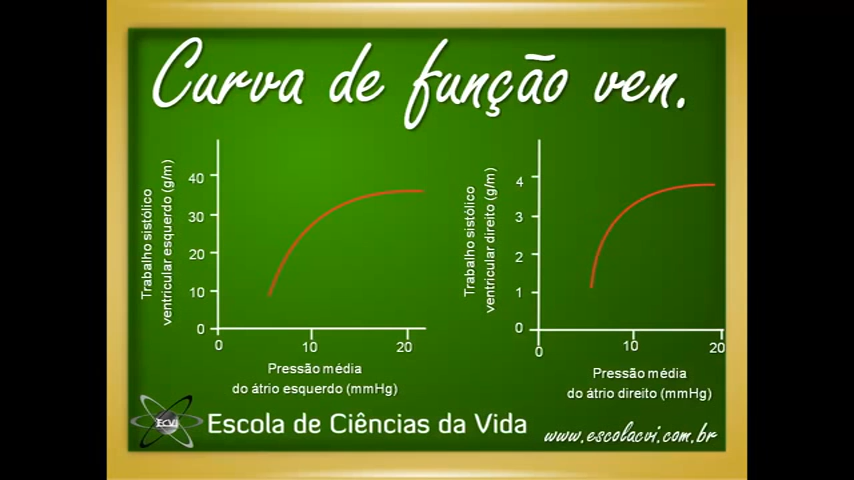 Curva de função ven.
Trabalho sistólico
ventricular esquerdo (g/m)
40
30
20
10
0
0
10
20
Pressão média
do átrio esquerdo (mmHg)
Trabalho sistólico
ventricular direito (g/m)
4
3
2
1
0
0
10
20
Pressão média
do átrio direito (mmHg)
ECVI
Escola de Ciências da Vida
www.escolacvi.com.br